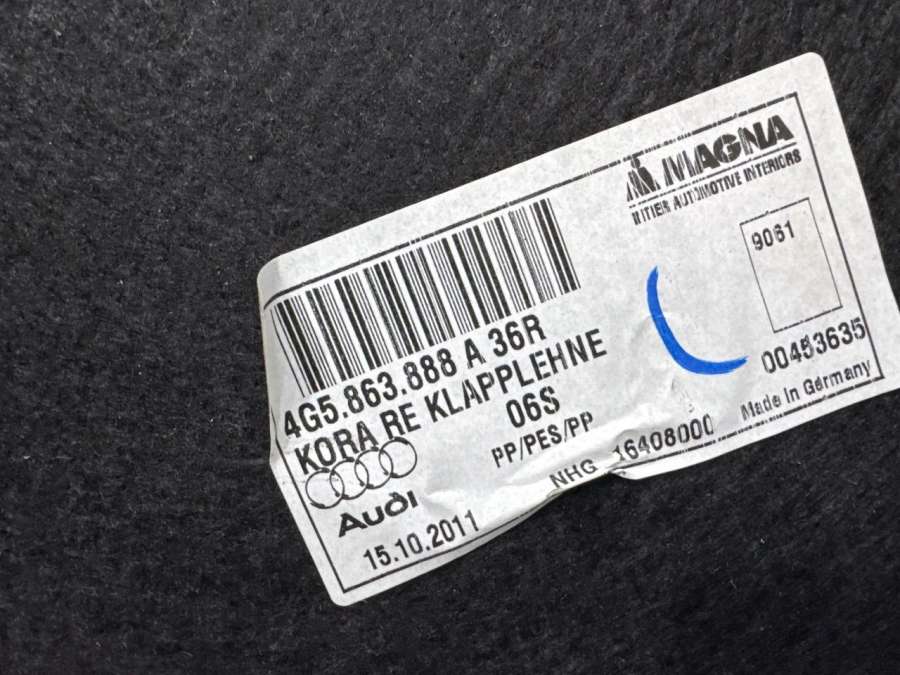 MAGNA
INTIER AUTOMOTIVE INTERIORS
9061
4G5.863.888 A 36R
KORA RE KLAPPLEHNE
06S
PP/PES/PP
00453635
NHG 16408000
Made in Germany
Audi
15.10.2011